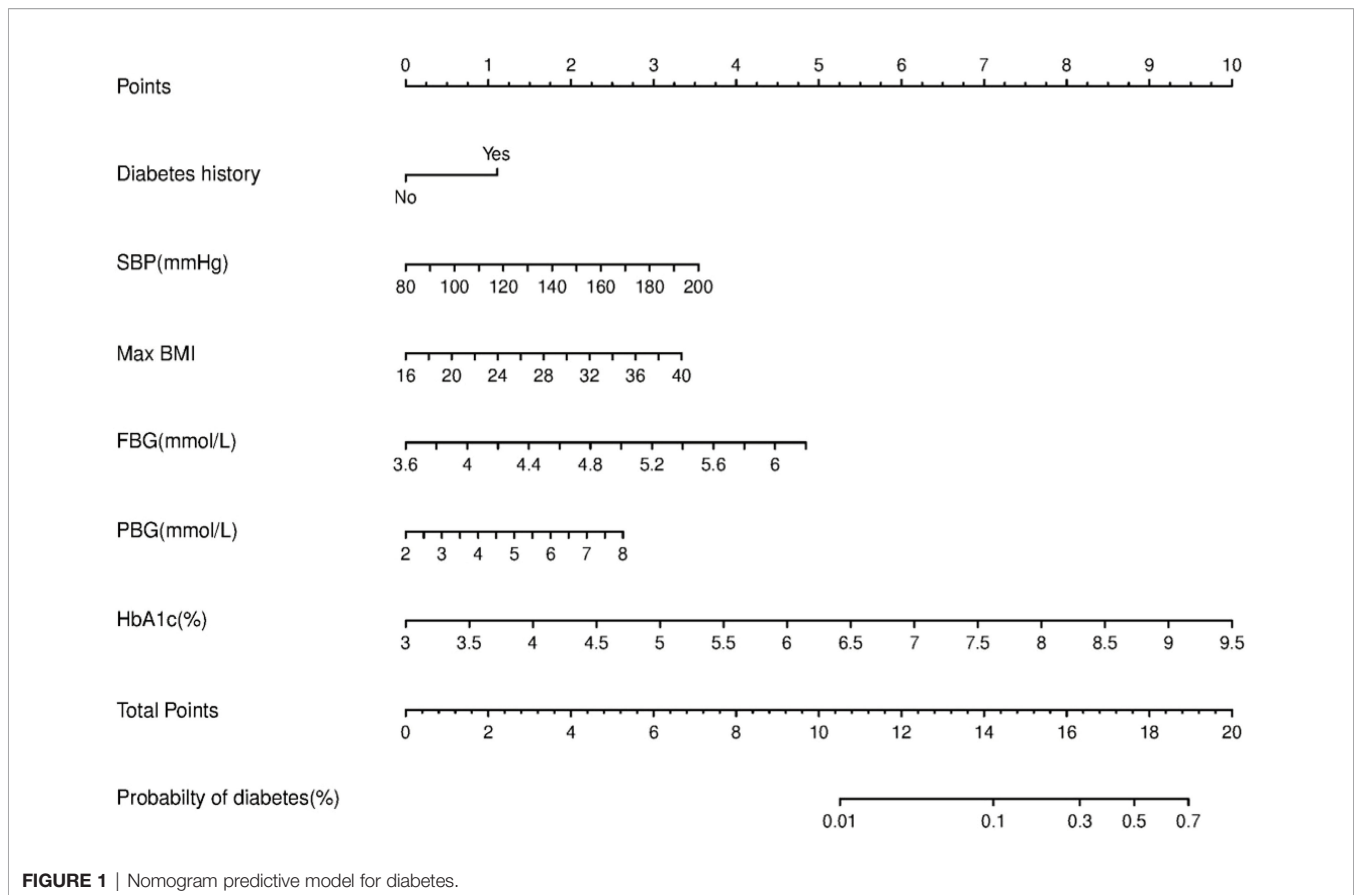 0 1 2 3 4 5 6 7 8 9 10
Points
Yes
Diabetes history
No
SBP(mmHg)
80 100 120 140 160 180 200
Max BMI
16 20 24 28 32 36 40
FBG(mmol/L)
3.6 4 4.4 4.8 5.2 5.6 6
PBG(mmol/L)
2 3 4 5 6 7 8
HbA1c(%)
3 3.5 4 4.5 5 5.5 6 6.5 7 7.5 8 8.5 9 9.5
Total Points
0 2 4 6 8 10 12 14 16 18 20
Probabilty of diabetes(%)
0.01 0.1 0.3 0.5 0.7
FIGURE 1 | Nomogram predictive model for diabetes.